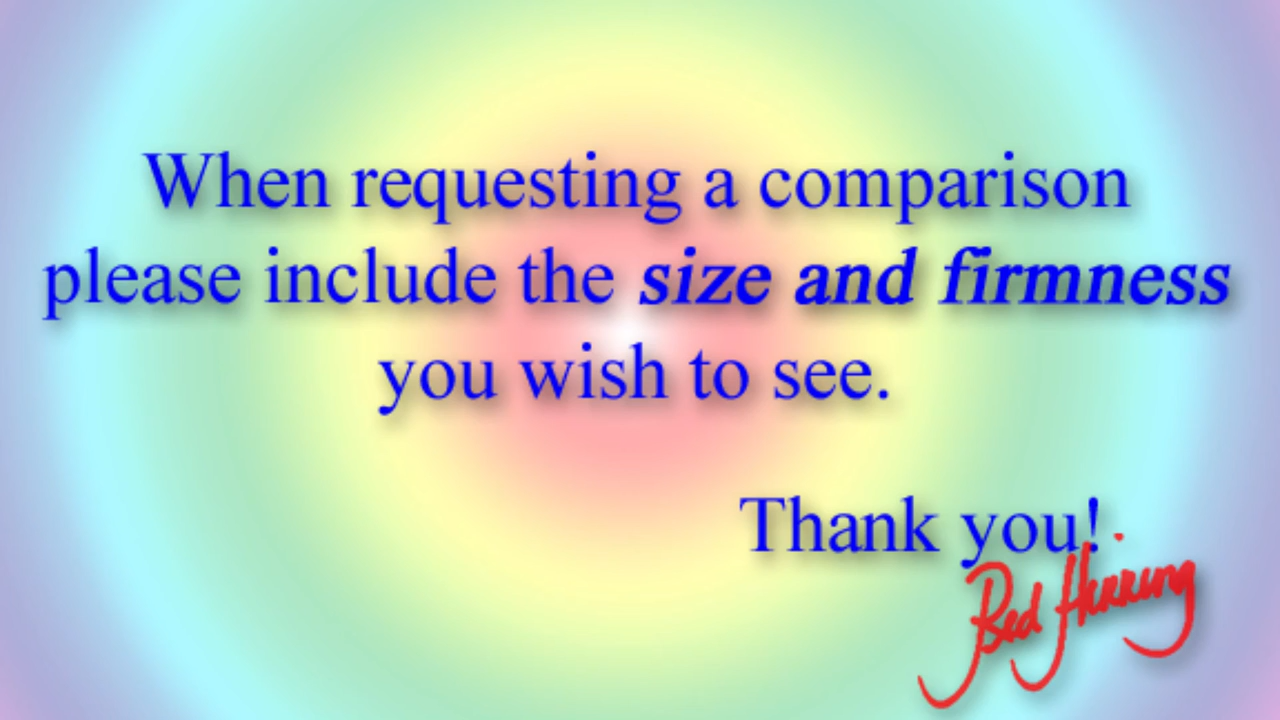 When requesting a comparison
please include the size and firmness
you wish to see.
Thank you!
Red Herring